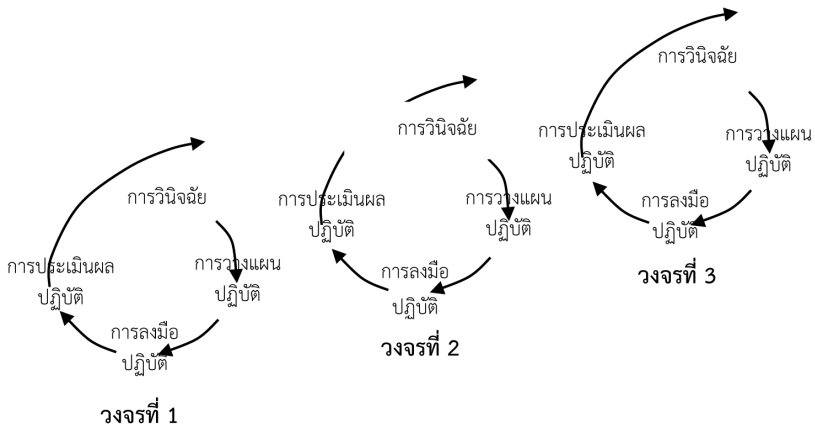 การวินิจฉัย
การวางแผน
ปฏิบัติ
การลงมือ
ปฏิบัติ
การประเมินผล
ปฏิบัติ
วงจรที่ 1
การวินิจฉัย
การวางแผน
ปฏิบัติ
การลงมือ
ปฏิบัติ
การประเมินผล
ปฏิบัติ
วงจรที่ 2
การวินิจฉัย
การวางแผน
ปฏิบัติ
การลงมือ
ปฏิบัติ
การประเมินผล
ปฏิบัติ
วงจรที่ 3